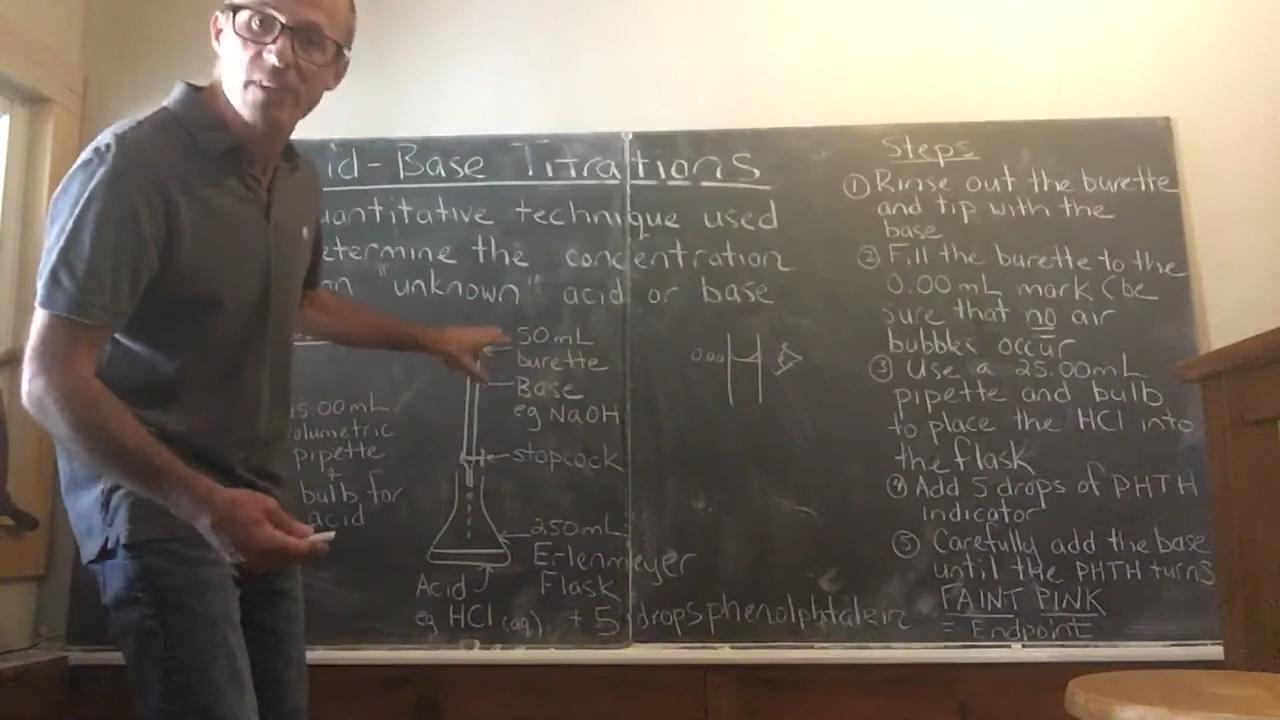 id-Base Titrations
uantitative technique used
etermine the concentration
an "unknown" acid or base
50mL
burette
Base
eg NaOH
stopcock
5.00mL
olumetric
pipette
+
bulb for
acid
250mL
Erlenmeyer
Flask
Acid
eg HCl (aq) + 5 drops phenolphtalein
0.00
Steps
① Rinse out the burette
and tip with the
base
② Fill the burette to the
0.00 mL mark (be
sure that no air
bubbles occur
③ Use a 25.00mL
pipette and bulb
to place the HCl into
the flask
④ Add 5 drops of PHTH
indicator
⑤ Carefully add the base
until the PHTH turns
FAINT PINK
= Endpoint